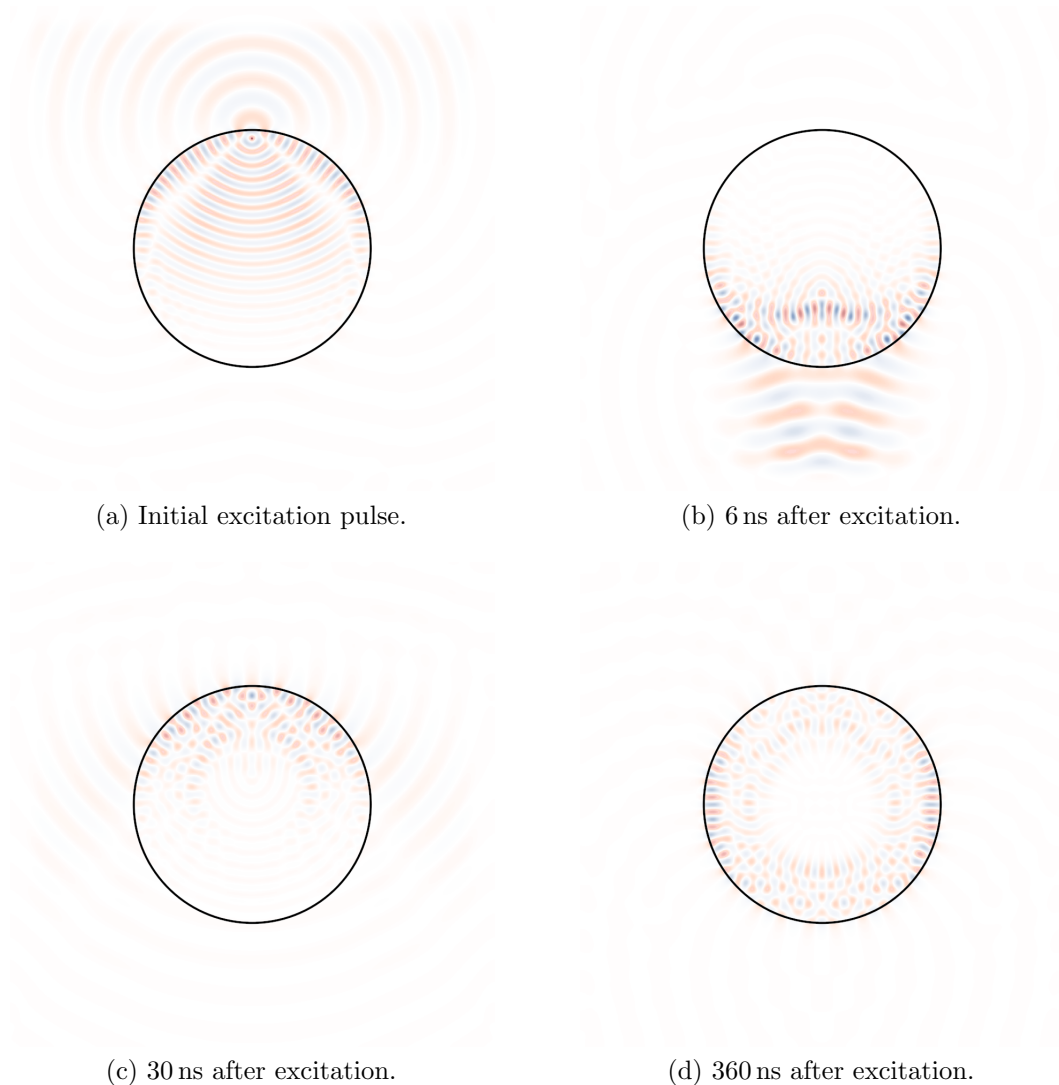 (a) Initial excitation pulse.
(b) 6 ns after excitation.
(c) 30 ns after excitation.
(d) 360 ns after excitation.